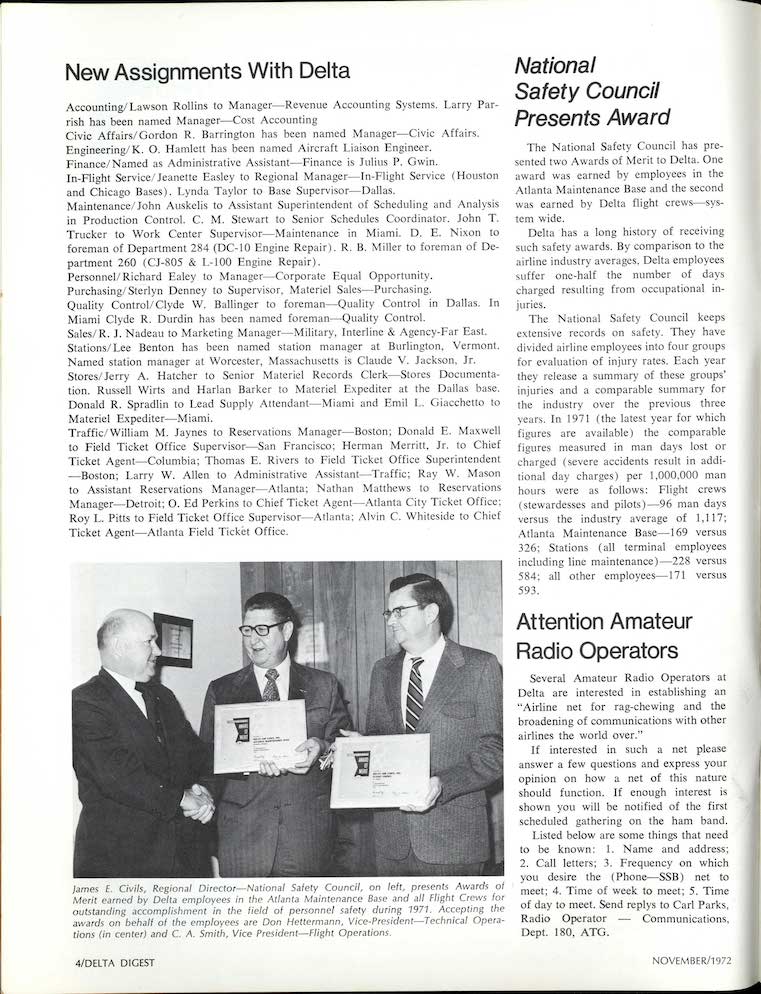 New Assignments With Delta
Accounting/Lawson Rollins to Manager—Revenue Accounting Systems. Larry Par-
rish has been named Manager—Cost Accounting
Civic Affairs/Gordon R. Barrington has been named Manager—Civic Affairs.
Engineering/K. O. Hamlett has been named Aircraft Liaison Engineer.
Finance/Named as Administrative Assistant—Finance is Julius P. Gwin.
In-Flight Service/Jeanette Easley to Regional Manager—In-Flight Service (Houston
and Chicago Bases). Lynda Taylor to Base Supervisor—Dallas.
Maintenance/John Auskelis to Assistant Superintendent of Scheduling and Analysis
in Production Control. C. M. Stewart to Senior Schedules Coordinator. John T.
Trucker to Work Center Supervisor—Maintenance in Miami. D. E. Nixon to
foreman of Department 284 (DC-10 Engine Repair). R. B. Miller to foreman of De-
partment 260 (CJ-805 & L-100 Engine Repair).
Personnel/Richard Ealey to Manager—Corporate Equal Opportunity.
Purchasing/Sterlyn Denney to Supervisor, Materiel Sales—Purchasing.
Quality Control/Clyde W. Ballinger to foreman—Quality Control in Dallas. In
Miami Clyde R. Durdin has been named foreman—Quality Control.
Sales/R. J. Nadeau to Marketing Manager—Military, Interline & Agency-Far East.
Stations/Lee Benton has been named station manager at Burlington, Vermont.
Named station manager at Worcester, Massachusetts is Claude V. Jackson, Jr.
Stores/Jerry A. Hatcher to Senior Materiel Records Clerk—Stores Documenta-
tion. Russell Wirts and Harlan Barker to Materiel Expediter at the Dallas base.
Donald R. Spradlin to Lead Supply Attendant—Miami and Emil L. Giacchetto to
Materiel Expediter—Miami.
Traffic/William M. Jaynes to Reservations Manager—Boston; Donald E. Maxwell
to Field Ticket Office Supervisor—San Francisco; Herman Merritt, Jr. to Chief
Ticket Agent—Columbia; Thomas E. Rivers to Field Ticket Office Superintendent
—Boston; Larry W. Allen to Administrative Assistant—Traffic; Ray W. Mason
to Assistant Reservations Manager—Atlanta; Nathan Matthews to Reservations
Manager—Detroit; O. Ed Perkins to Chief Ticket Agent—Atlanta City Ticket Office;
Roy L. Pitts to Field Ticket Office Supervisor—Atlanta; Alvin C. Whiteside to Chief
Ticket Agent—Atlanta Field Ticket Office.
James E. Civils, Regional Director—National Safety Council, on left, presents Awards of
Merit earned by Delta employees in the Atlanta Maintenance Base and all Flight Crews for
outstanding accomplishment in the field of personnel safety during 1971. Accepting the
awards on behalf of the employees are Don Hettermann, Vice-President—Technical Opera-
tions (in center) and C. A. Smith, Vice President—Flight Operations.
National
Safety Council
Presents Award
The National Safety Council has pre-
sented two Awards of Merit to Delta. One
award was earned by employees in the
Atlanta Maintenance Base and the second
was earned by Delta flight crews—sys-
tem wide.
Delta has a long history of receiving
such safety awards. By comparison to the
airline industry averages, Delta employees
suffer one-half the number of days
charged resulting from occupational in-
juries.
The National Safety Council keeps
extensive records on safety. They have
divided airline employees into four groups
for evaluation of injury rates. Each year
they release a summary of these groups'
injuries and a comparable summary for
the industry over the previous three
years. In 1971 (the latest year for which
figures are available) the comparable
figures measured in man days lost or
charged (severe accidents result in addi-
tional day charges) per 1,000,000 man
hours were as follows: Flight crews
(stewardesses and pilots)—96 man days
versus the industry average of 1,117;
Atlanta Maintenance Base—169 versus
326; Stations (all terminal employees
including line maintenance)—228 versus
584; all other employees—171 versus
593.
Attention Amateur
Radio Operators
Several Amateur Radio Operators at
Delta are interested in establishing an
“Airline net for rag-chewing and the
broadening of communications with other
airlines the world over.”
If interested in such a net please
answer a few questions and express your
opinion on how a net of this nature
should function. If enough interest is
shown you will be notified of the first
scheduled gathering on the ham band.
Listed below are some things that need
to be known: 1. Name and address;
2. Call letters; 3. Frequency on which
you desire the (Phone—SSB) net to
meet; 4. Time of week to meet; 5. Time
of day to meet. Send replys to Carl Parks,
Radio Operator — Communications,
Dept. 180, ATG.
4/DELTA DIGEST
NOVEMBER/1972